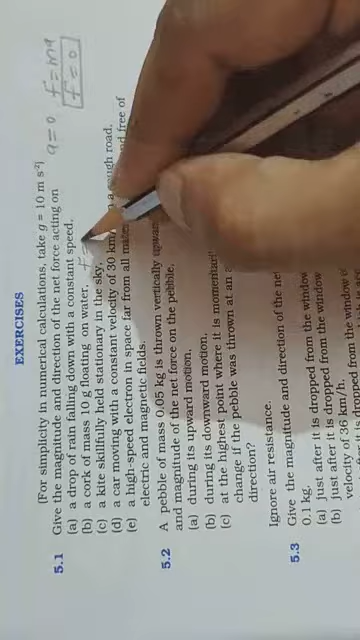 EXERCISES
(For simplicity in numerical calculations, take g = 10 m s⁻²)
5.1 Give the magnitude and direction of the net force acting on
(a) a drop of rain falling down with a constant speed,
(b) a cork of mass 10 g floating on water,
(c) a kite skillfully held stationary in the sky,
(d) a car moving with a constant velocity of 30 km/h on a rough road,
(e) a high-speed electron in space far from all and free of
electric and magnetic fields.
a = 0 F = ma
F = 0
F
5.2 A pebble of mass 0.05 kg is thrown vertically
and magnitude of the net force on the pebble,
(a) during its upward motion,
(b) during its downward motion,
(c) at the highest point where it is
change if the pebble was thrown at an
direction?
Ignore air resistance.
5.3 Give the magnitude and direction of the net
0.1 kg,
(a) just after it is dropped from the window
(b) just after it is dropped from the window
velocity of 36 km/h,
dropped from the window